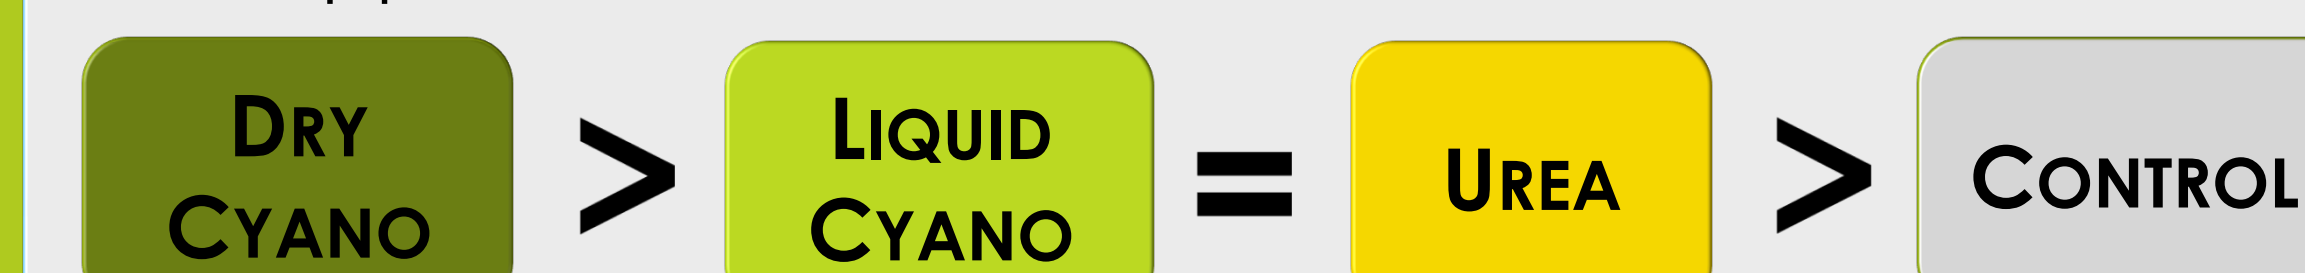 Dry
Cyano
>
Liquid
Cyano
=
Urea
>
Control